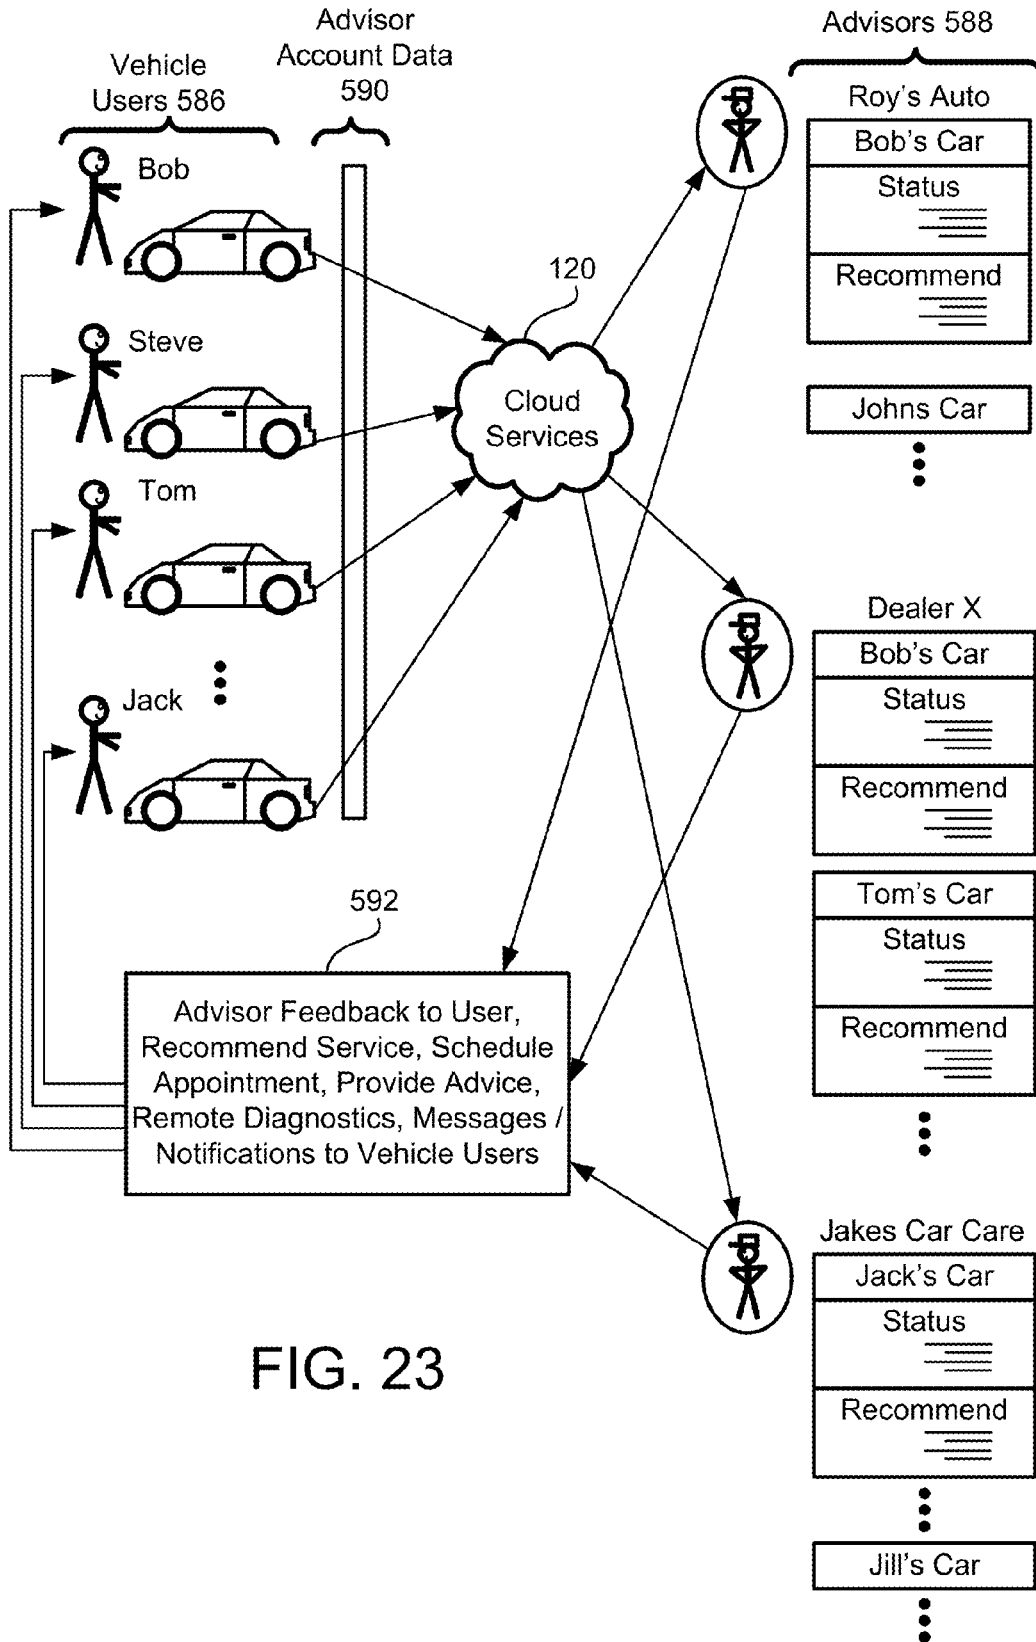 Vehicle
Users 586
Advisor
Account Data
590
Advisors 588
Bob
Steve
Tom
Jack
120
Cloud
Services
Roy's Auto
Bob's Car
Status
Recommend
Johns Car
Dealer X
Bob's Car
Status
Recommend
Tom's Car
Status
Recommend
592
Advisor Feedback to User,
Recommend Service, Schedule
Appointment, Provide Advice,
Remote Diagnostics, Messages /
Notifications to Vehicle Users
Jakes Car Care
Jack's Car
Status
Recommend
Jill's Car
FIG. 23